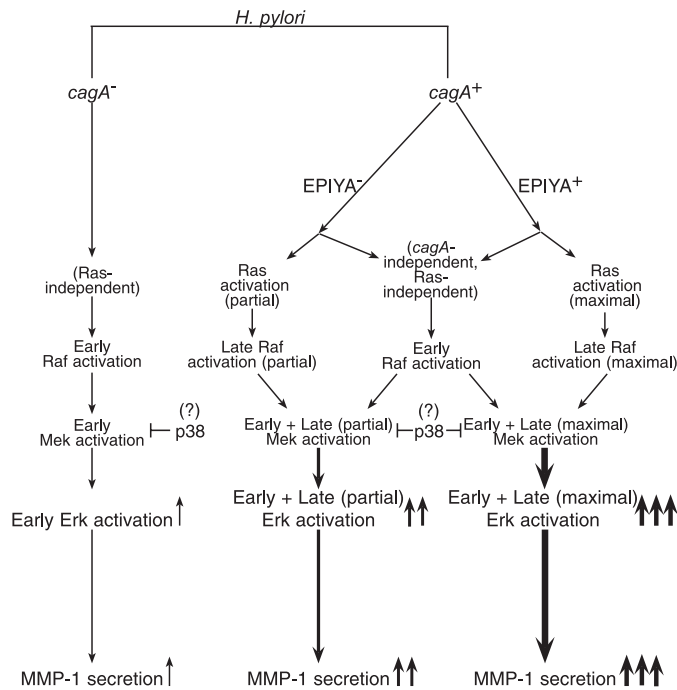 H. pylori
cagA-
cagA+
EPIYA-
EPIYA+
(Ras-
independent)
Ras
activation
(partial)
(cagA-
independent,
Ras-
independent)
Ras
activation
(maximal)
Early
Raf activation
Late Raf
activation (partial)
Early
Raf activation
Late Raf
activation (maximal)
Early
Mek activation
(?)
p38
Early + Late (partial)
Mek activation
(?)
p38
Early + Late (maximal)
Mek activation
Early Erk activation
Early + Late (partial)
Erk activation
Early + Late (maximal)
Erk activation
MMP-1 secretion
MMP-1 secretion
MMP-1 secretion